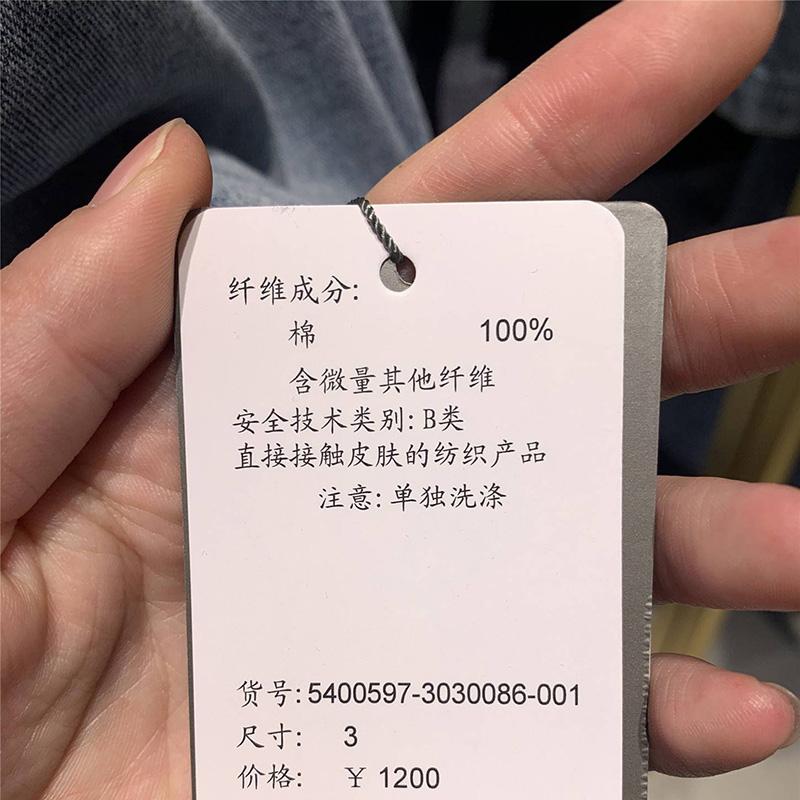 纤维成分:
棉 100%
含微量其他纤维
安全技术类别: B类
直接接触皮肤的纺织产品
注意: 单独洗涤
货号: 5400597-3030086-001
尺寸: 3
价格: ¥ 1200